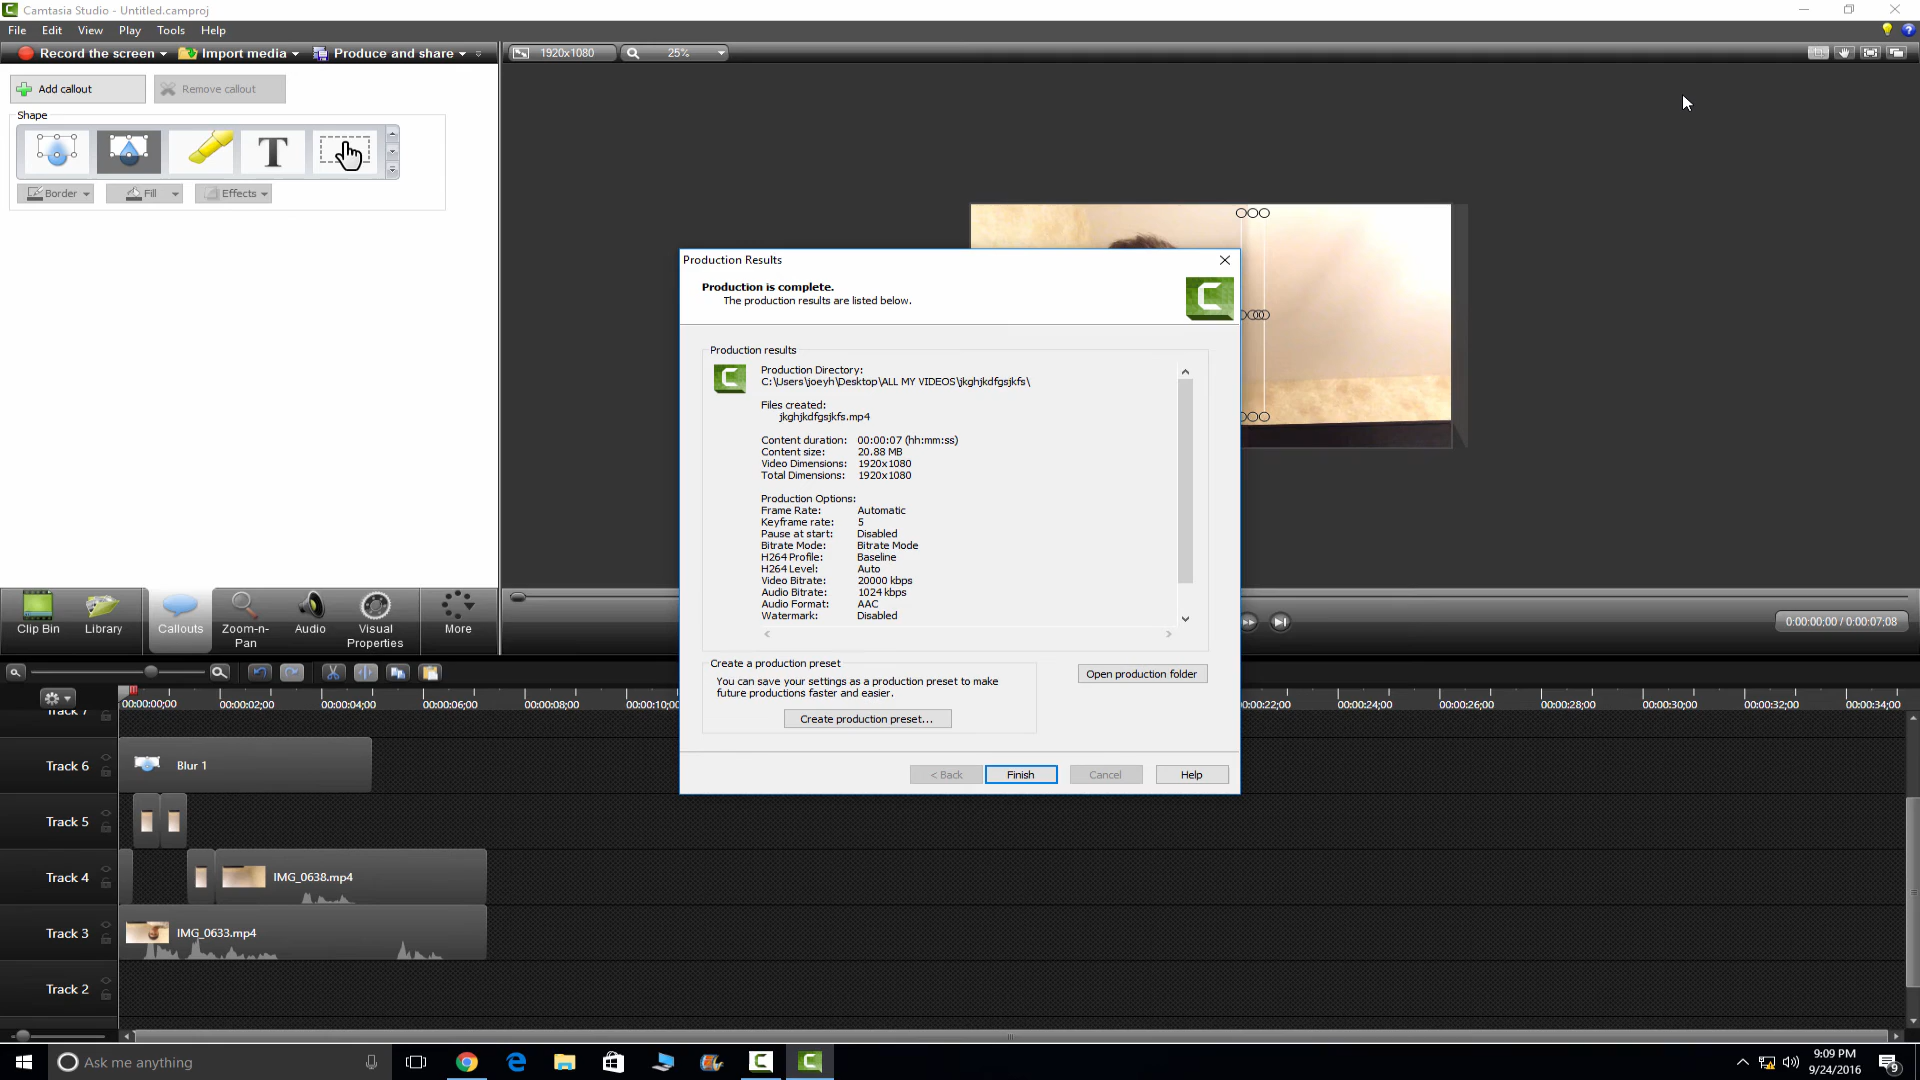 Camtasia Studio - Untitled.camproj
File Edit View Play Tools Help
Record the screen Import media Produce and share 1920x1080 25%
Add callout Remove callout
Shape
T
Border Fill Effects
Production Results
Production is complete.
The production results are listed below.
Production results
Production Directory:
C:\Users\joeyh\Desktop\ALL MY VIDEOS\jkghjkdfgsjkfs\
Files created:
jkghjkdfgsjkfs.mp4
Content duration: 00:00:07 (hh:mm:ss)
Content size: 20.88 MB
Video Dimensions: 1920x1080
Total Dimensions: 1920x1080
Production Options:
Frame Rate: Automatic
Keyframe rate: 5
Pause at start: Disabled
Bitrate Mode: Bitrate Mode
H264 Profile: Baseline
H264 Level: Auto
Video Bitrate: 20000 kbps
Audio Bitrate: 1024 kbps
Audio Format: AAC
Watermark: Disabled
Create a production preset
You can save your settings as a production preset to make
future productions faster and easier.
Create production preset...
Open production folder
< Back Finish Cancel Help
Clip Bin Library Callouts Zoom-n-Pan Audio Visual Properties More
0:00:00;00 / 0:00:07;08
00:00:00;00 00:00:02;00 00:00:04;00 00:00:06;00 00:00:10;0 00:00:22;00 00:00:24;00 00:00:26;00 00:00:28;00 00:00:30;00 00:00:32;00 00:00:34;00
Track 7
Track 6 Blur 1
Track 5
Track 4 IMG_0638.mp4
Track 3 IMG_0633.mp4
Track 2
Ask me anything
9:09 PM
9/24/2016
9